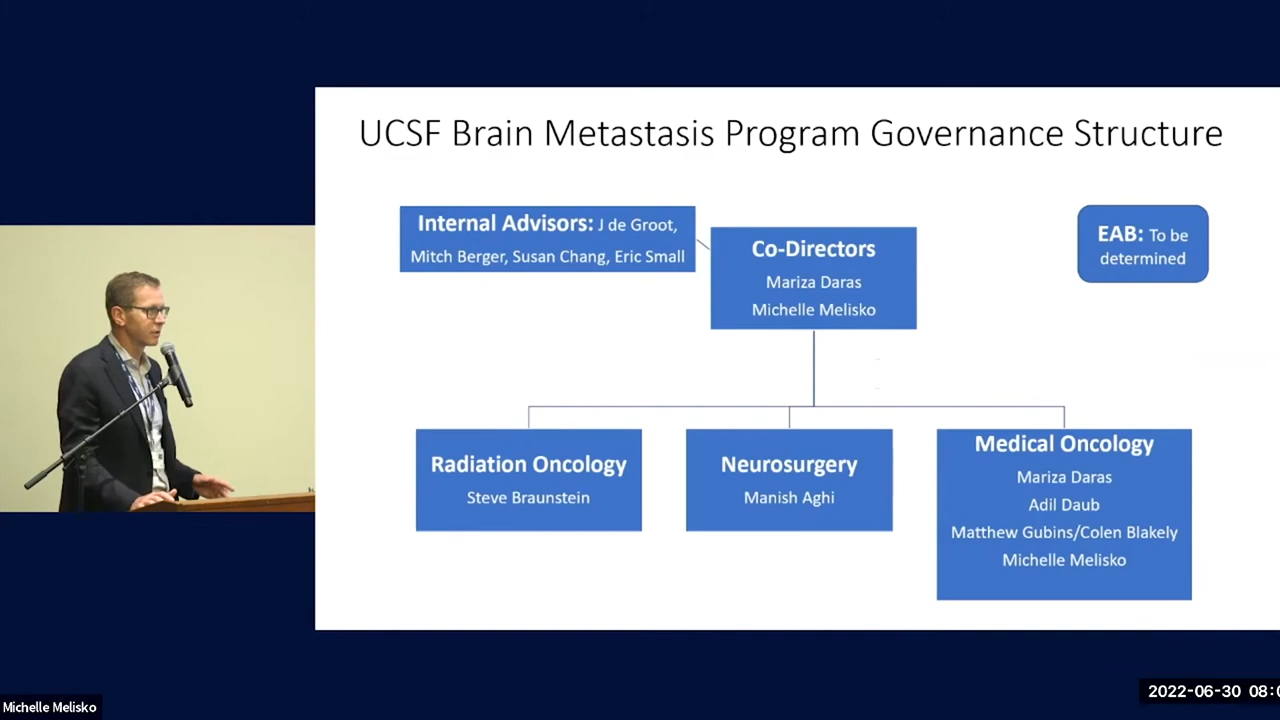 UCSF Brain Metastasis Program Governance Structure
Internal Advisors: J de Groot,
Mitch Berger, Susan Chang, Eric Small
Co-Directors
Mariza Daras
Michelle Melisko
EAB: To be
determined
Radiation Oncology
Steve Braunstein
Neurosurgery
Manish Aghi
Medical Oncology
Mariza Daras
Adil Daub
Matthew Gubins/Colen Blakely
Michelle Melisko
Michelle Melisko
2022-06-30 08:0